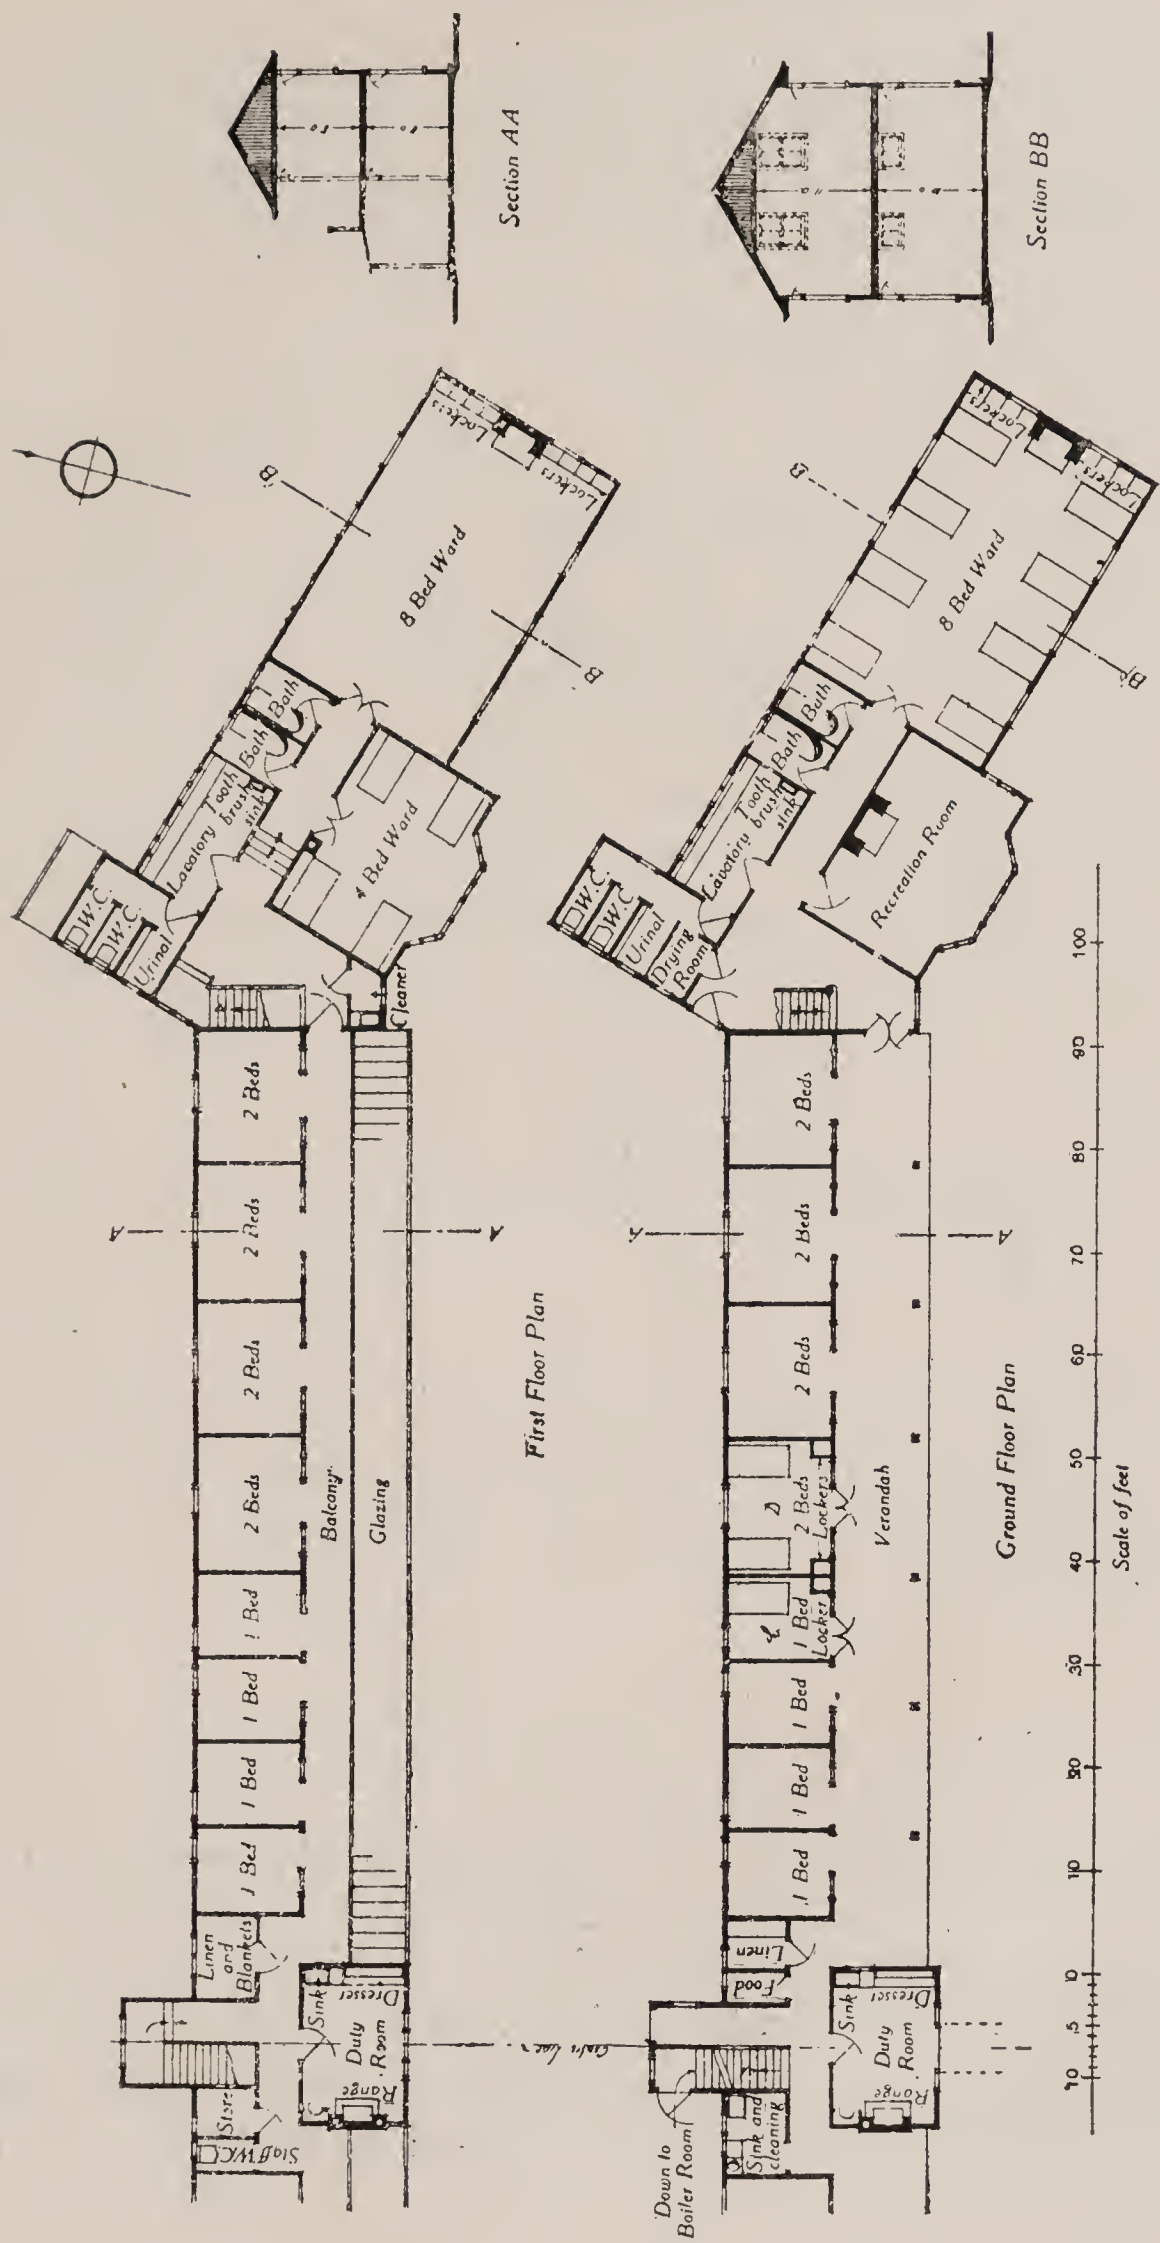 Section AA
Section BB
B
B
8 Bed Ward
Lockers
Lockers
Bath
Bath
Tooth
brush
sink
Lavatory
W.C.
W.C.
Urinal
4 Bed Ward
Cleaner
2 Beds
2 Beds
2 Beds
2 Beds
1 Bed
1 Bed
1 Bed
1 Bed
A
A
Balcony
Glazing
Linen
and
Blankets
Sink
Dresser
Duty
Room
Range
C
Store
Staff W.C.
First Floor Plan
B
B
8 Bed Ward
Lockers
Lockers
Bath
Bath
Tooth
brush
sink
Lavatory
W.C.
W.C.
Urinal
Drying
Room
Recreation Room
2 Beds
2 Beds
2 Beds
2 Beds
Lockers
1 Bed
Locker
1 Bed
1 Bed
1 Bed
A
A
Verandah
Linen
Food
Sink
Dresser
Duty
Room
Range
C
Sink and
cleaning
Down to
Boiler Room
Ground Floor Plan
10 5 0 10 20 30 40 50 60 70 80 90 100
Scale of feet